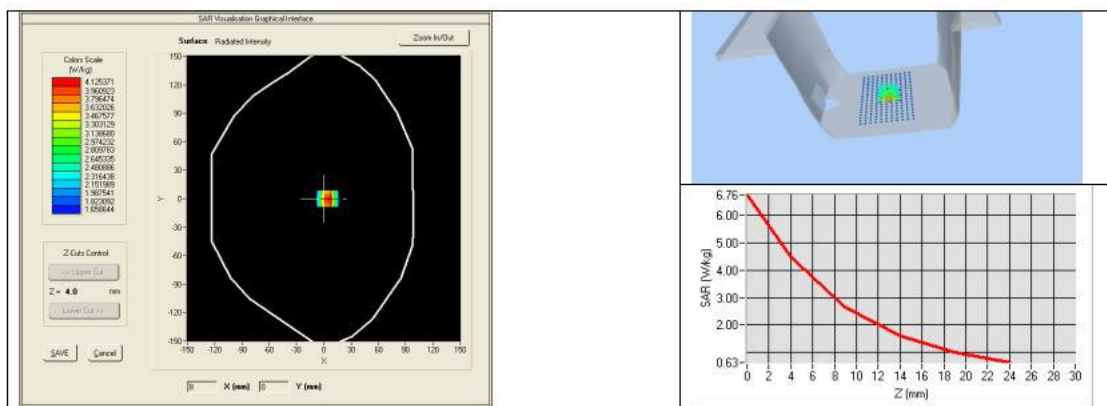 SAR Visualisation Graphical Interface
Surface Radiated Intensity
Zoom In/Out
Colors Scale
(W/kg)
4.125371
3.960923
3.796474
3.632026
3.467577
3.303129
3.138680
2.974232
2.809783
2.645335
2.480886
2.316438
2.151989
1.987541
1.823092
1.658644
Z-Cuts Control
<< Upper Cut
Z = 4.0 mm
Lower Cut >>
SAVE Cancel
150
120
90
60
30
0
-30
-60
-90
-120
-150
Y
-150 -120 -90 -60 -30 0 30 60 90 120 150
X
0 X (mm) 0 Y (mm)
6.76
6.00
5.00
4.00
3.00
2.00
0.63
SAR (W/kg)
0 2 4 6 8 10 12 14 16 18 20 22 24 26 28 30
Z (mm)